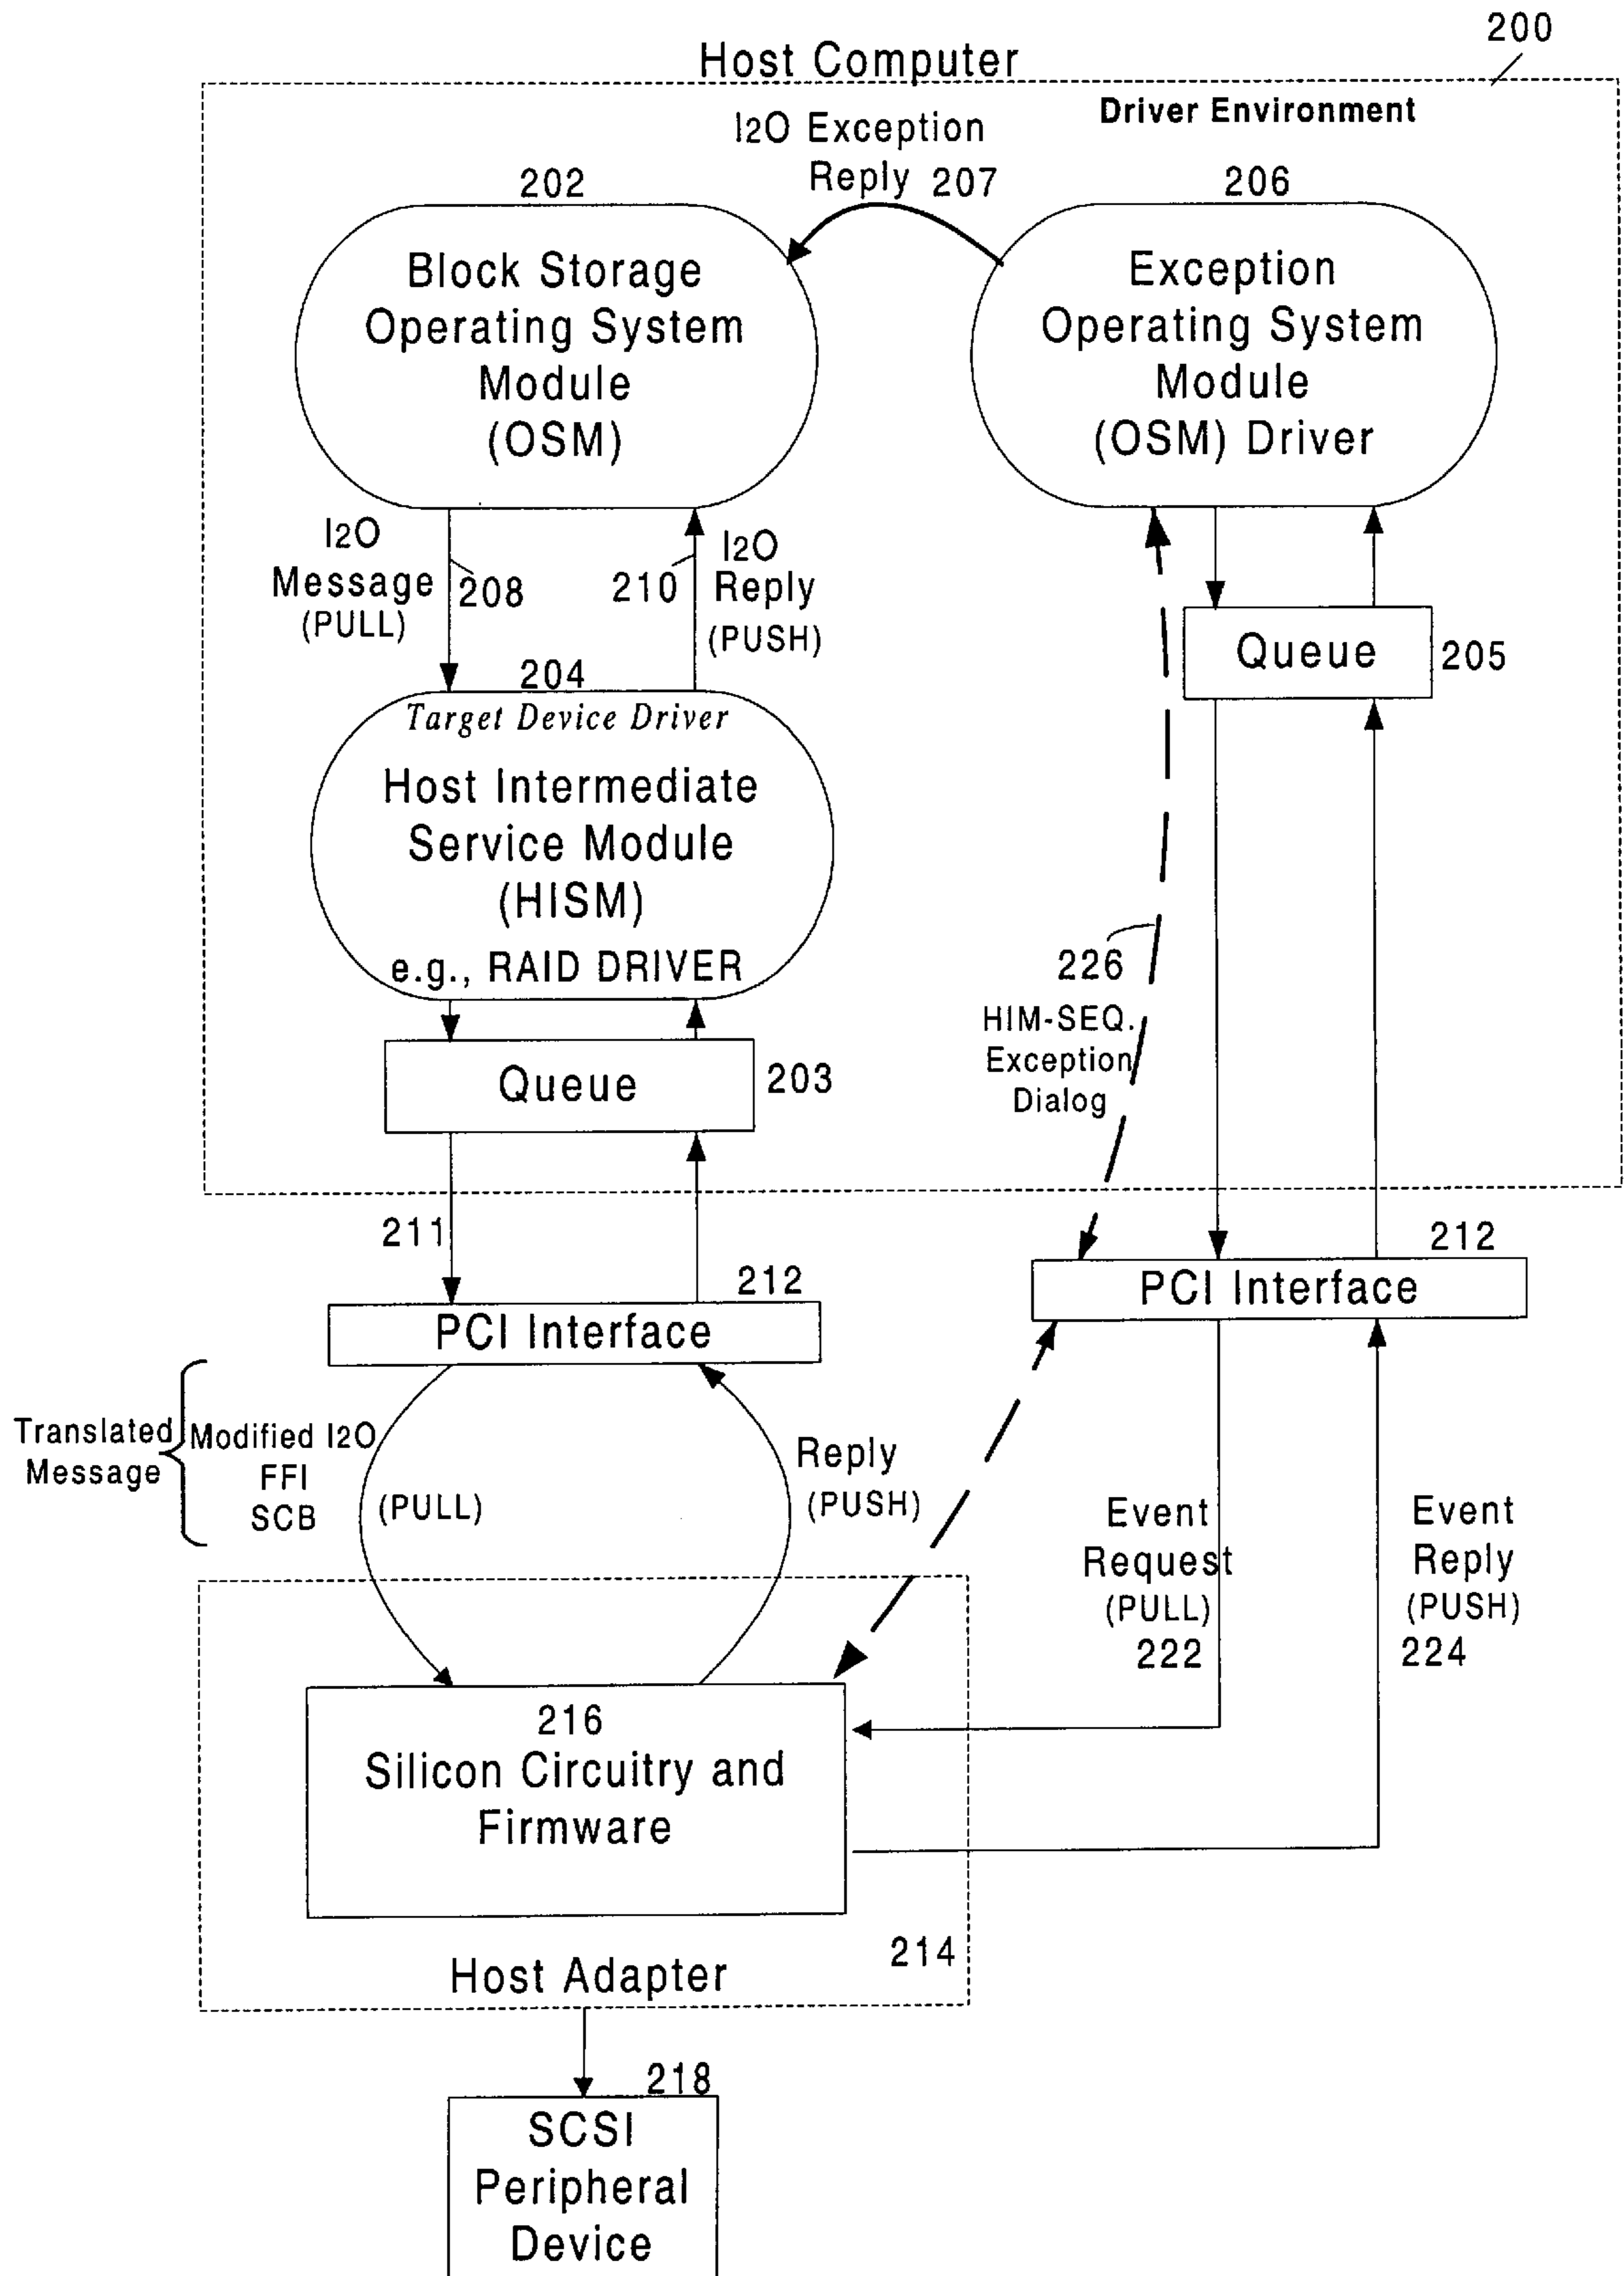 200
Host Computer
Driver Environment
I2O Exception
Reply 207
202
Block Storage
Operating System
Module
(OSM)
206
Exception
Operating System
Module
(OSM) Driver
I2O
Message
(PULL)
208
210
I2O
Reply
(PUSH)
Queue
205
204
Target Device Driver
Host Intermediate
Service Module
(HISM)
e.g., RAID DRIVER
226
HIM-SEQ.
Exception
Dialog
Queue
203
211
212
PCI Interface
212
PCI Interface
Translated
Message
Modified I2O
FFI
SCB
(PULL)
Reply
(PUSH)
Event
Request
(PULL)
222
Event
Reply
(PUSH)
224
216
Silicon Circuitry and
Firmware
214
Host Adapter
218
SCSI
Peripheral
Device